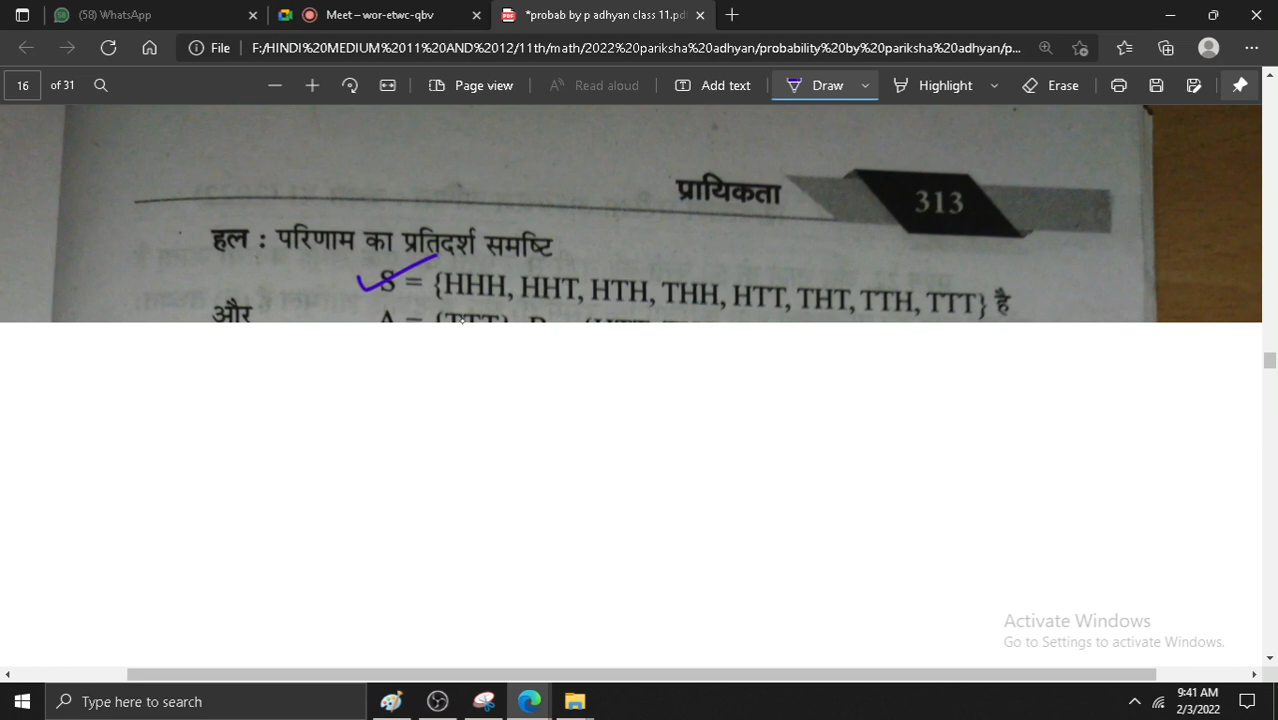 (58) WhatsApp
Meet – wor-etwc-qbv
*probab by p adhyan class 11.pdf
File
F:/HINDI%20MEDIUM%2011%20AND%2012/11th/math/2022%20pariksha%20adhyan/probability%20by%20pariksha%20adhyan/p...
16 of 31
Page view
Read aloud
Add text
Draw
Highlight
Erase
प्रायिकता 313
हल : परिणाम का प्रतिदर्श समष्टि
S = {HHH, HHT, HTH, THH, HTT, THT, TTH, TTT} है
और A = {TTT}
Activate Windows
Go to Settings to activate Windows.
Type here to search
9:41 AM
2/3/2022